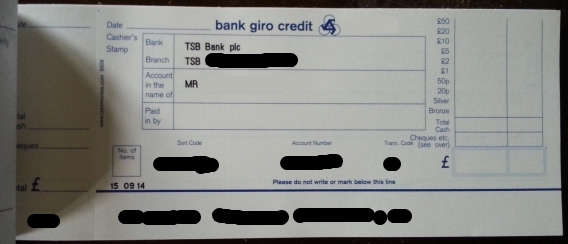 Date
bank giro credit
Cashier's
Stamp
Bank
TSB Bank plc
Branch
TSB
Account
in the
name of
MR
Paid
in by
£50
£20
£10
£5
£2
£1
50p
20p
Silver
Bronze
Total
Cash
Cheques etc.
(see over)
£
No. of
items
Sort Code
Account Number
Trans. Code
15 09 14
Please do not write or mark below this line
Cheques
Total £